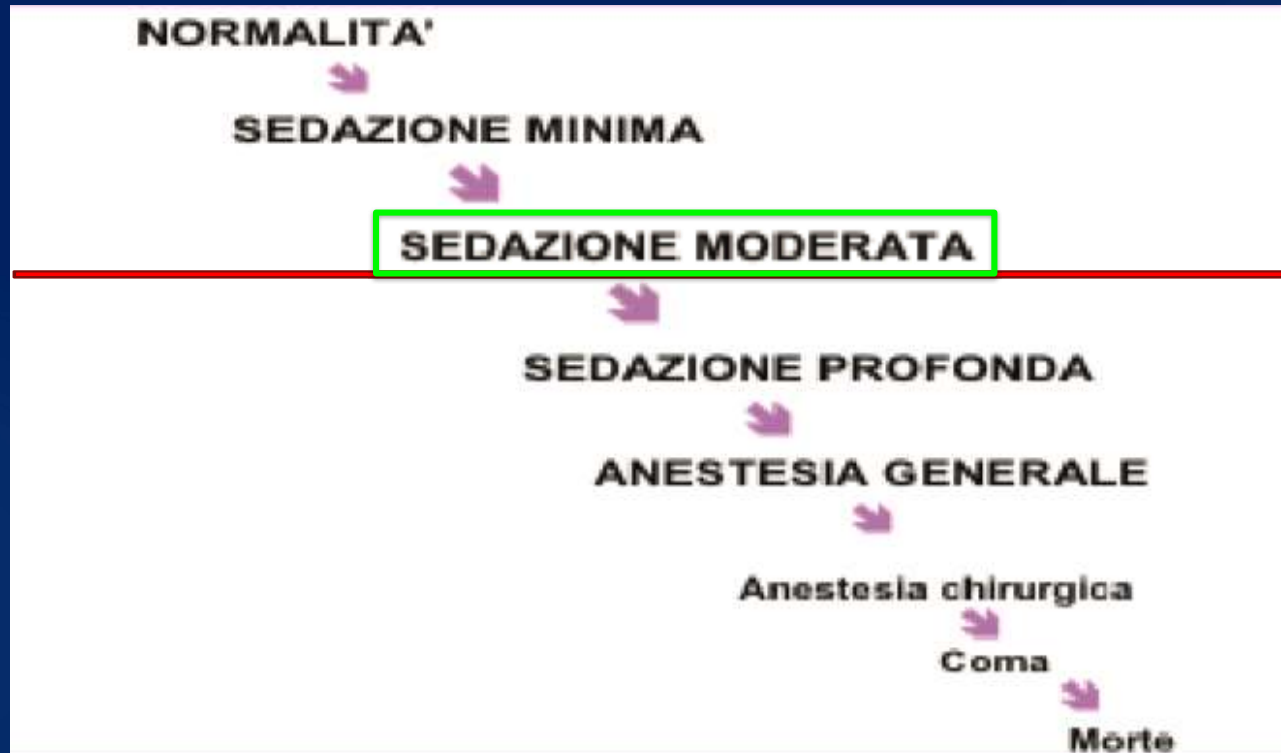 NORMALITA'
SEDAZIONE MINIMA
SEDAZIONE MODERATA
SEDAZIONE PROFONDA
ANESTESIA GENERALE
Anestesia chirurgica
Coma
Morte